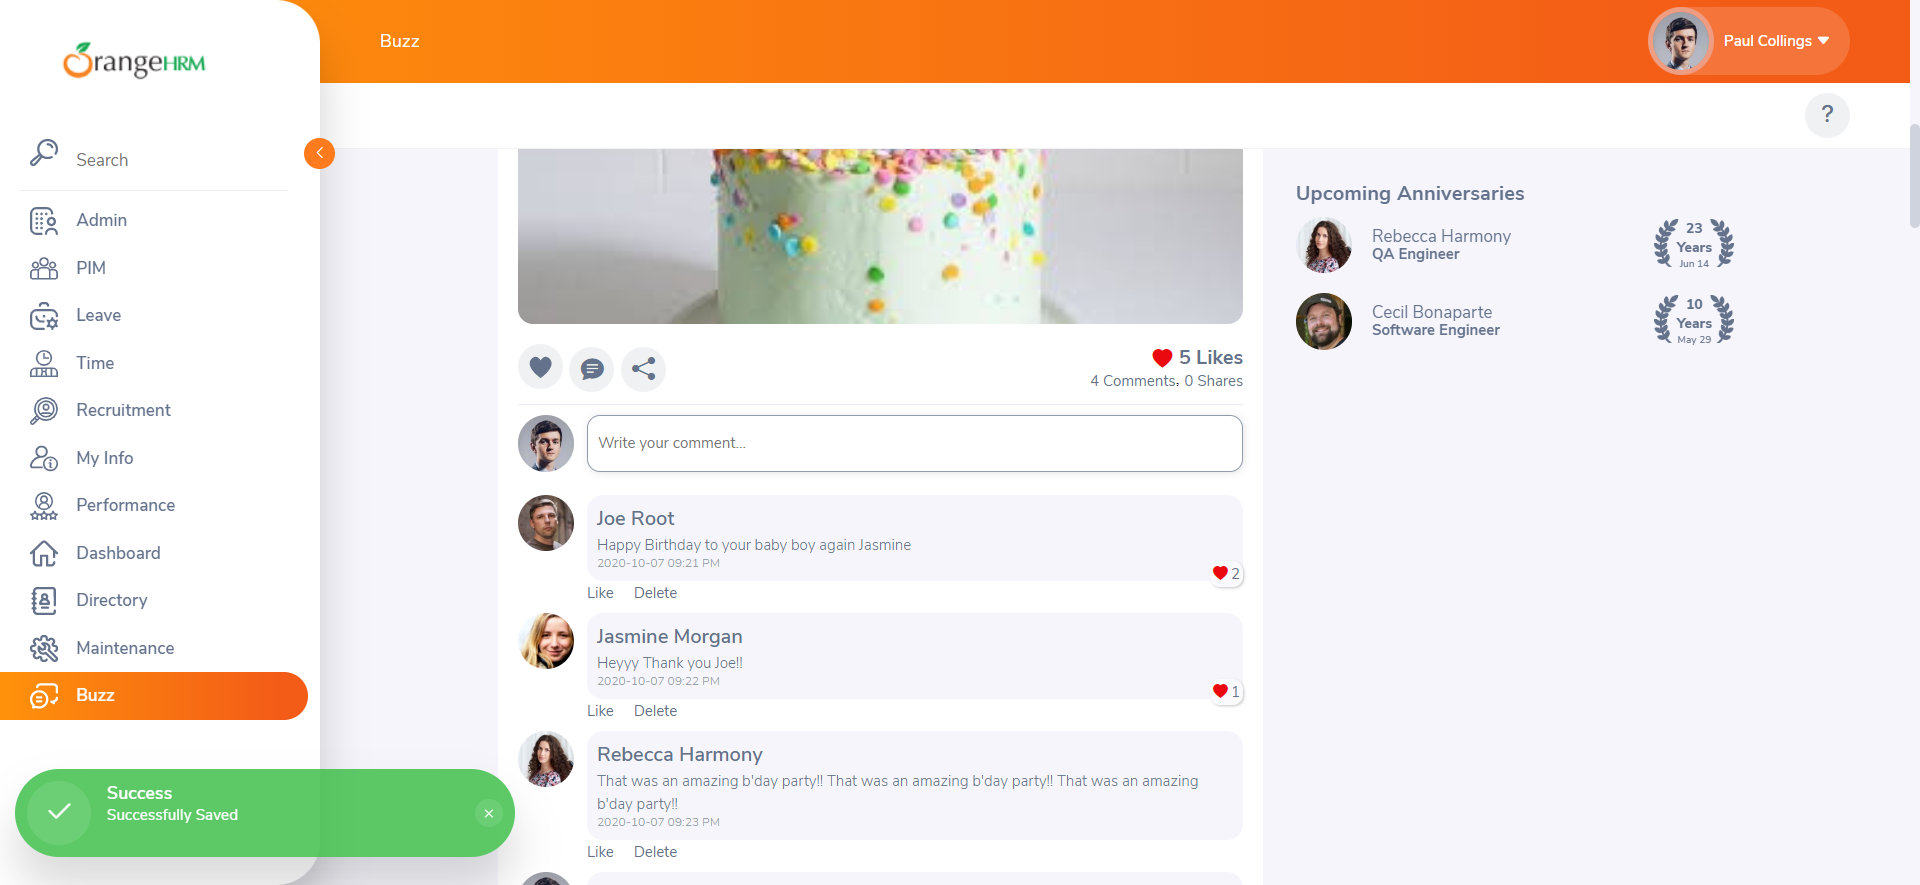 OrangeHRM
Buzz
Paul Collings
?
Search
Admin
PIM
Leave
Time
Recruitment
My Info
Performance
Dashboard
Directory
Maintenance
Buzz
Success
Successfully Saved
5 Likes
4 Comments, 0 Shares
Write your comment...
Joe Root
Happy Birthday to your baby boy again Jasmine
2020-10-07 09:21 PM
2
Like Delete
Jasmine Morgan
Heyyy Thank you Joe!!
2020-10-07 09:22 PM
1
Like Delete
Rebecca Harmony
That was an amazing b'day party!! That was an amazing b'day party!! That was an amazing
b'day party!!
2020-10-07 09:23 PM
Like Delete
Upcoming Anniversaries
Rebecca Harmony
QA Engineer
23
Years
Jun 14
Cecil Bonaparte
Software Engineer
10
Years
May 29